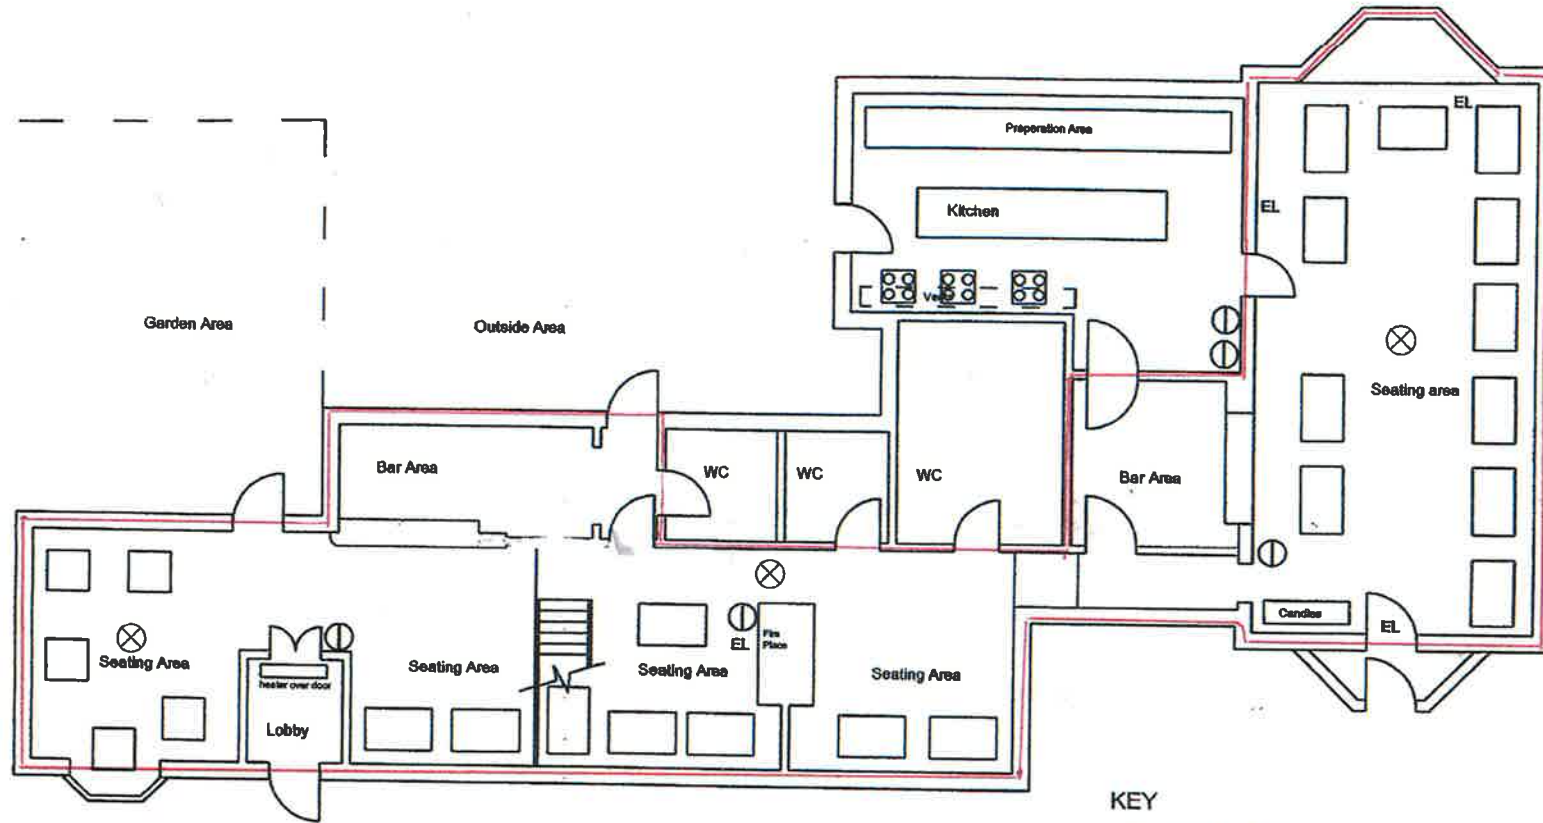 EL
Preparation Area
Kitchen
EL
Garden Area
Outside Area
Seating area
Bar Area
WC
WC
WC
Bar Area
Candles
EL
EL
Fire
Place
Seating Area
Seating Area
Seating Area
Seating Area
heater over door
Lobby
KEY